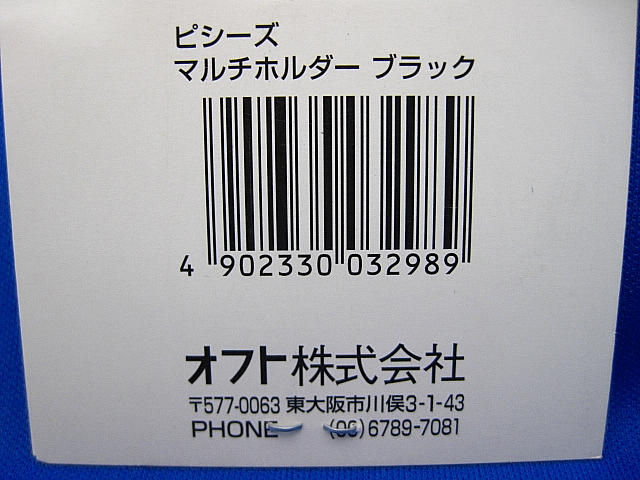 ピシーズ
マルチホルダー ブラック
4 902330 032989
オフト株式会社
〒577-0063 東大阪市川俣3-1-43
PHONE (06)6789-7081